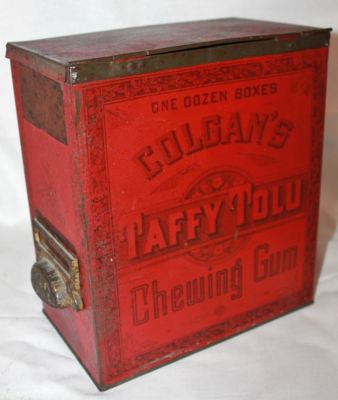 ONE DOZEN BOXES
COLGAN'S
TAFFY TOLU
Chewing Gum